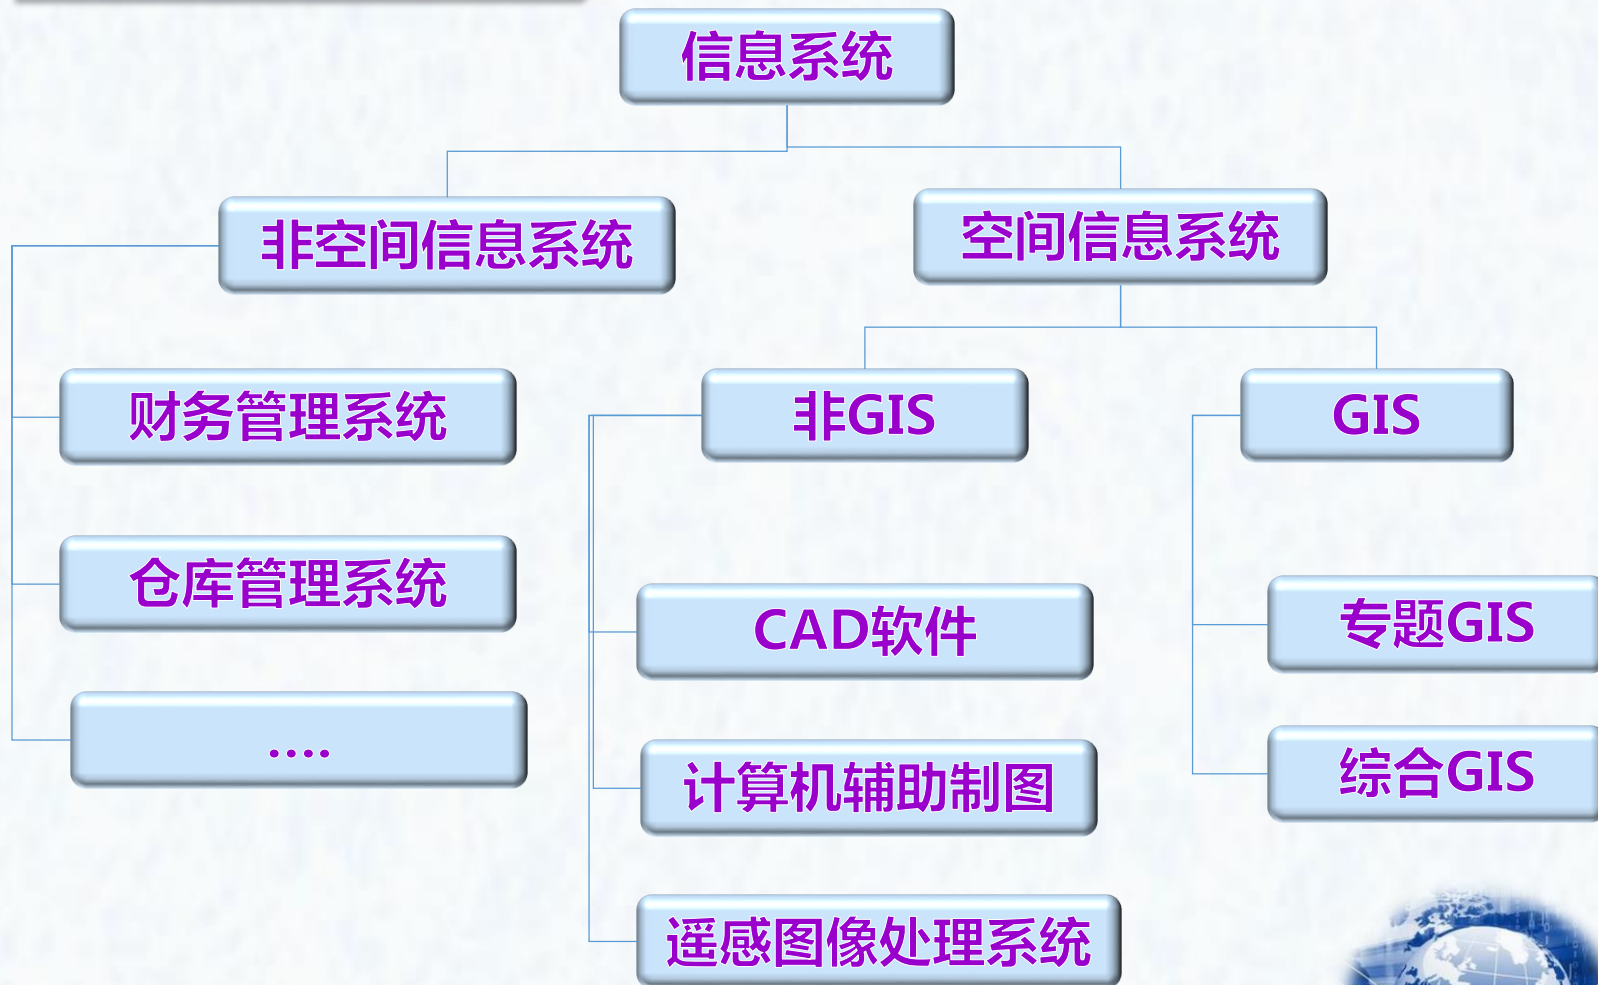 信息系统
非空间信息系统
空间信息系统
财务管理系统
非GIS
GIS
仓库管理系统
CAD软件
专题GIS
....
计算机辅助制图
综合GIS
遥感图像处理系统